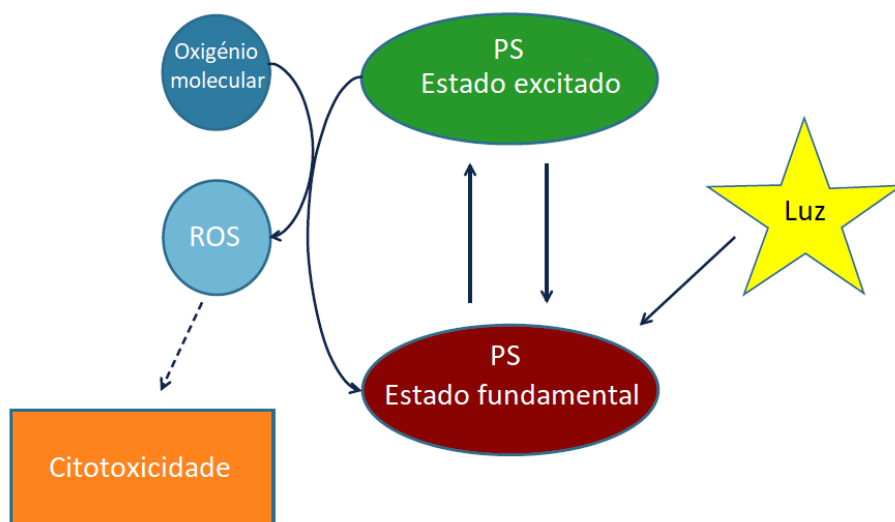 Oxigénio
molecular
PS
Estado excitado
Luz
ROS
PS
Estado fundamental
Citotoxicidade